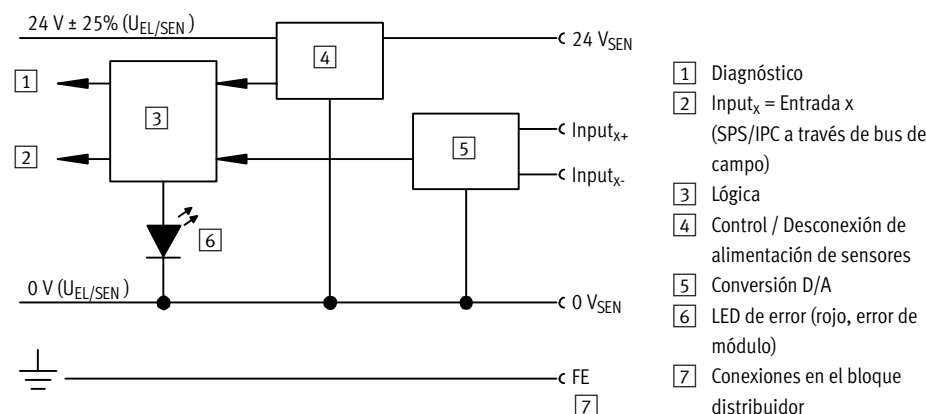 24 V ± 25% (U_EL/SEN)
24 V_SEN
4
1
3
2
5
Input_x+
Input_x-
6
0 V (U_EL/SEN)
0 V_SEN
FE
7
1 Diagnóstico
2 Input_x = Entrada x
(SPS/IPC a través de bus de
campo)
3 Lógica
4 Control / Desconexión de
alimentación de sensores
5 Conversión D/A
6 LED de error (rojo, error de
módulo)
7 Conexiones en el bloque
distribuidor